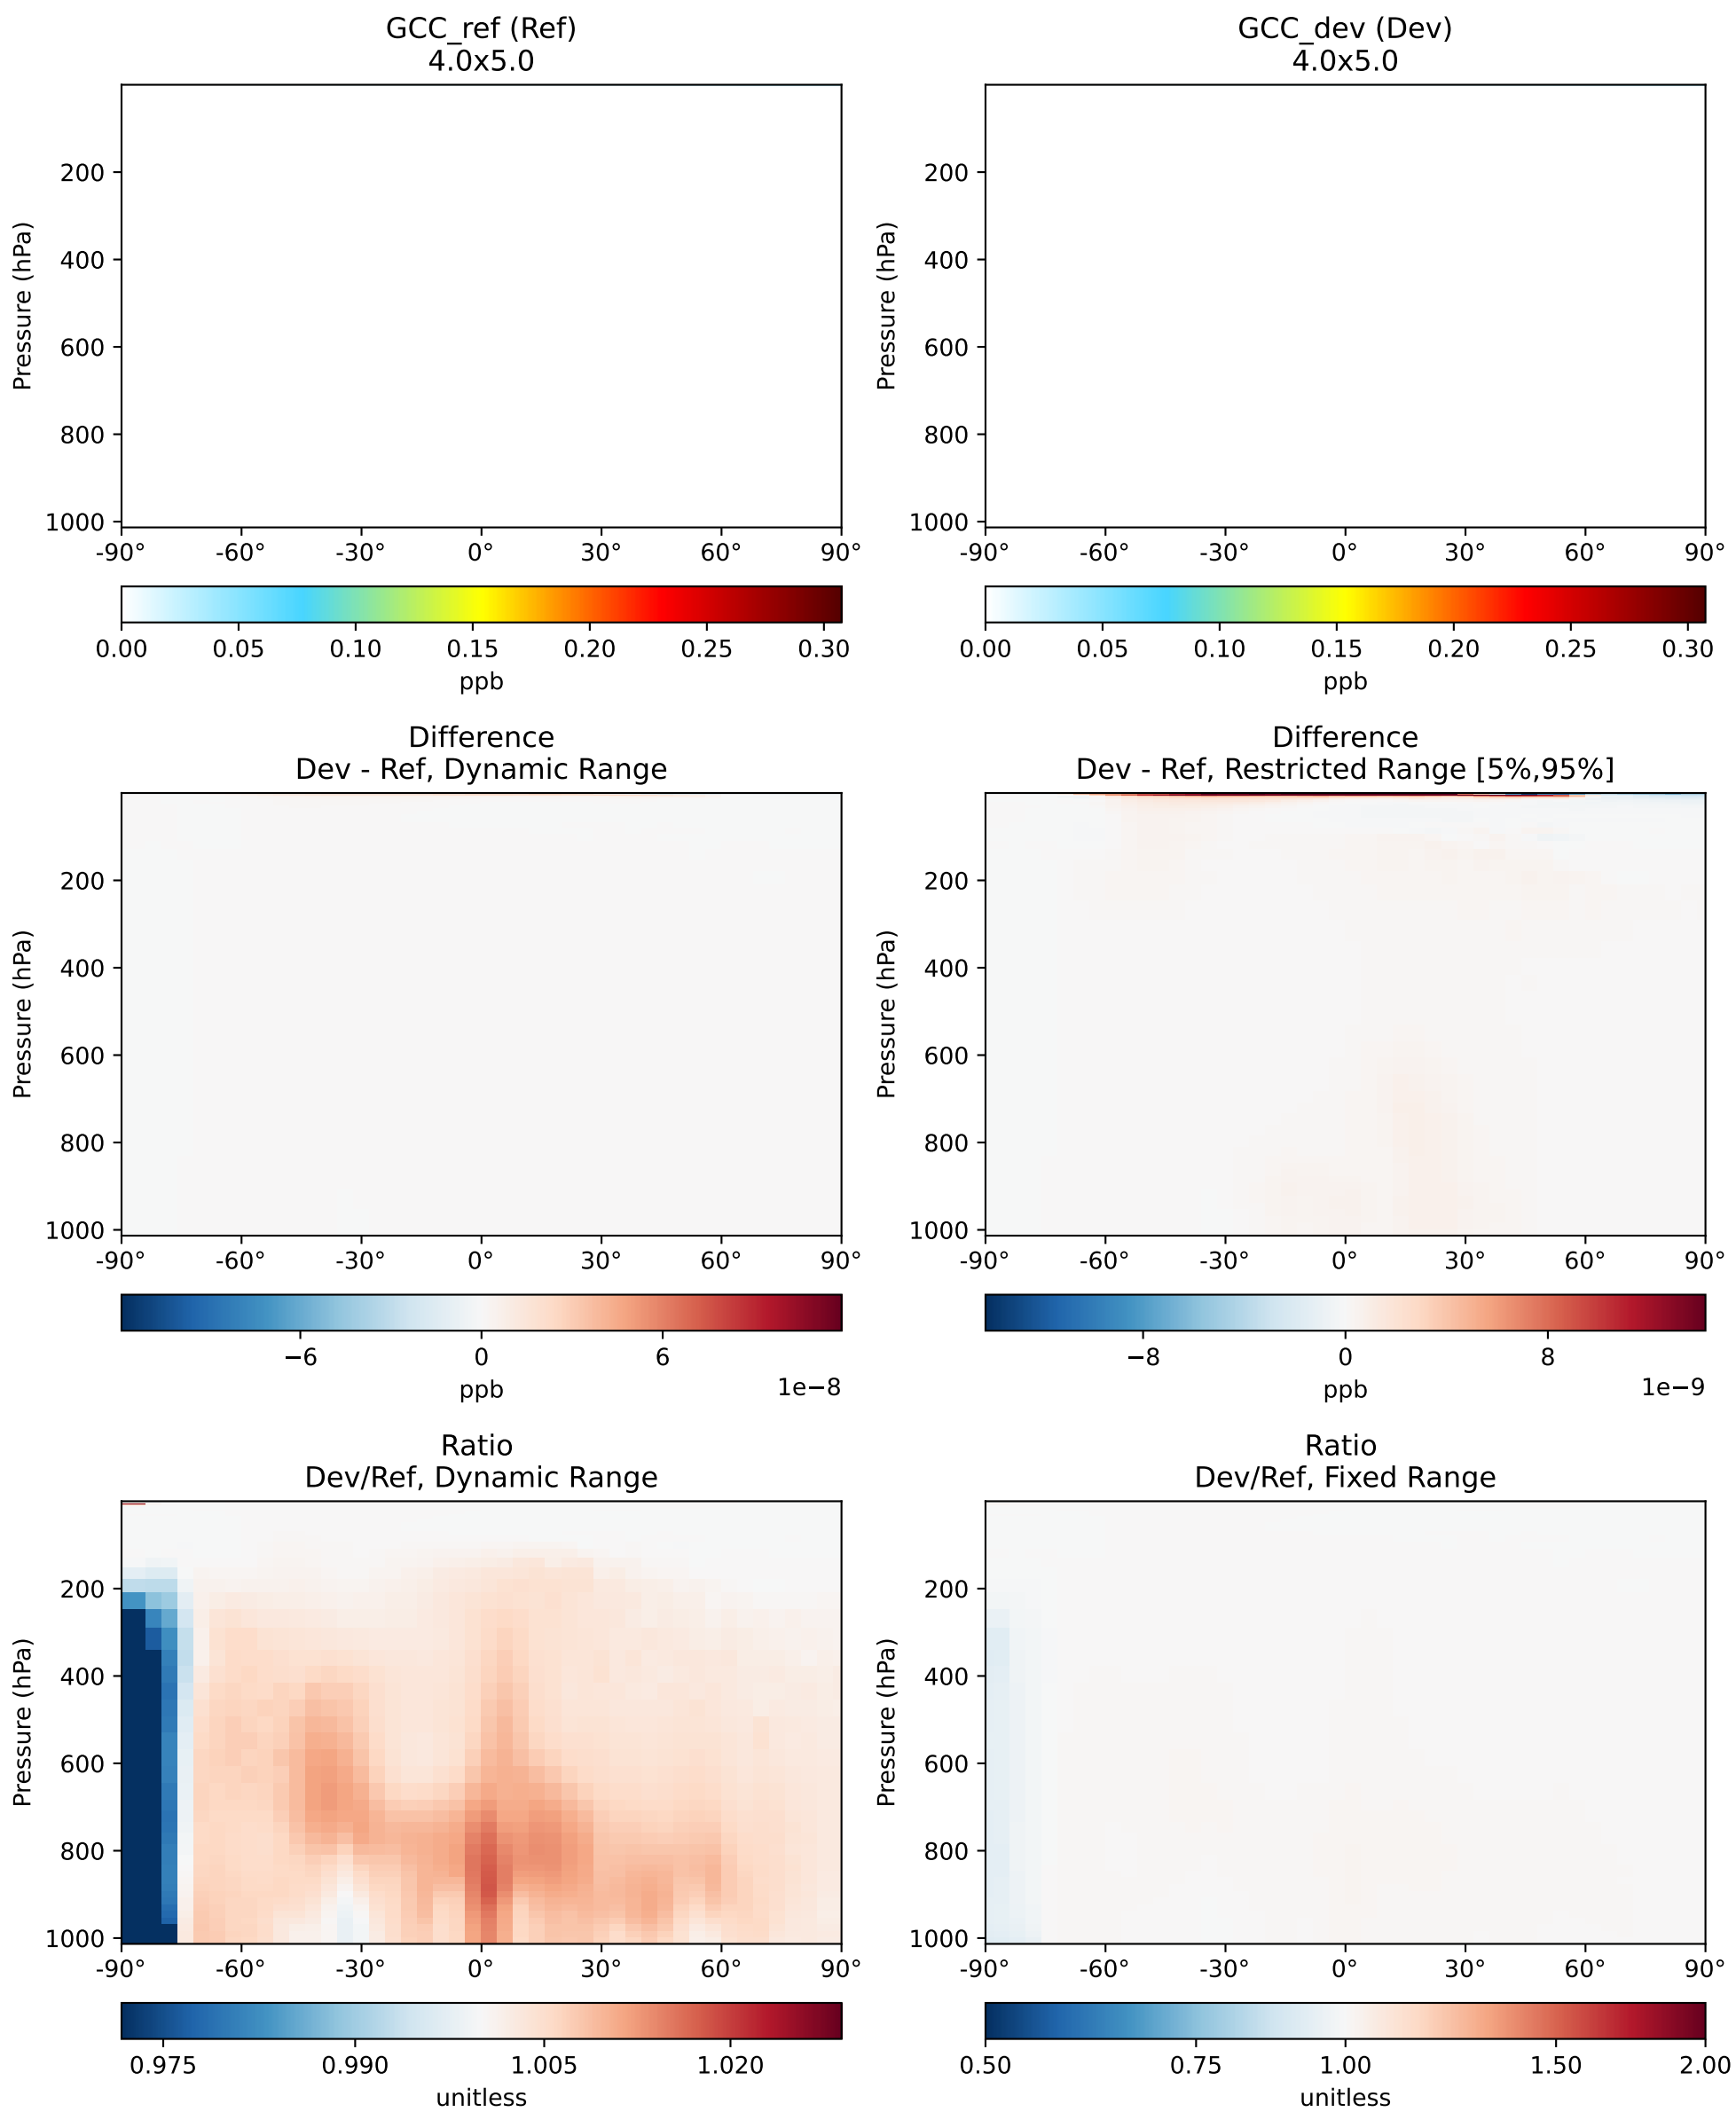 GCC_ref (Ref)
4.0x5.0
200
400
600
800
1000
Pressure (hPa)
-90° -60° -30° 0° 30° 60° 90°
0.00 0.05 0.10 0.15 0.20 0.25 0.30
ppb
GCC_dev (Dev)
4.0x5.0
200
400
600
800
1000
Pressure (hPa)
-90° -60° -30° 0° 30° 60° 90°
0.00 0.05 0.10 0.15 0.20 0.25 0.30
ppb
Difference
Dev - Ref, Dynamic Range
200
400
600
800
1000
Pressure (hPa)
-90° -60° -30° 0° 30° 60° 90°
−6 0 6
ppb 1e−8
Difference
Dev - Ref, Restricted Range [5%,95%]
200
400
600
800
1000
Pressure (hPa)
-90° -60° -30° 0° 30° 60° 90°
−8 0 8
ppb 1e−9
Ratio
Dev/Ref, Dynamic Range
200
400
600
800
1000
Pressure (hPa)
-90° -60° -30° 0° 30° 60° 90°
0.975 0.990 1.005 1.020
unitless
Ratio
Dev/Ref, Fixed Range
200
400
600
800
1000
Pressure (hPa)
-90° -60° -30° 0° 30° 60° 90°
0.50 0.75 1.00 1.50 2.00
unitless